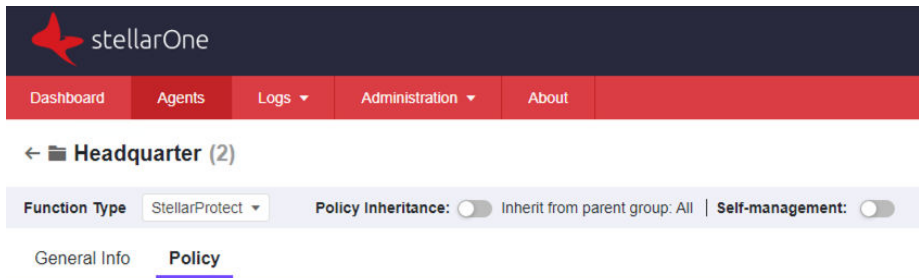 stellarOne
Dashboard Agents Logs Administration About
Headquarter (2)
Function Type StellarProtect Policy Inheritance: Inherit from parent group: All | Self-management:
General Info Policy